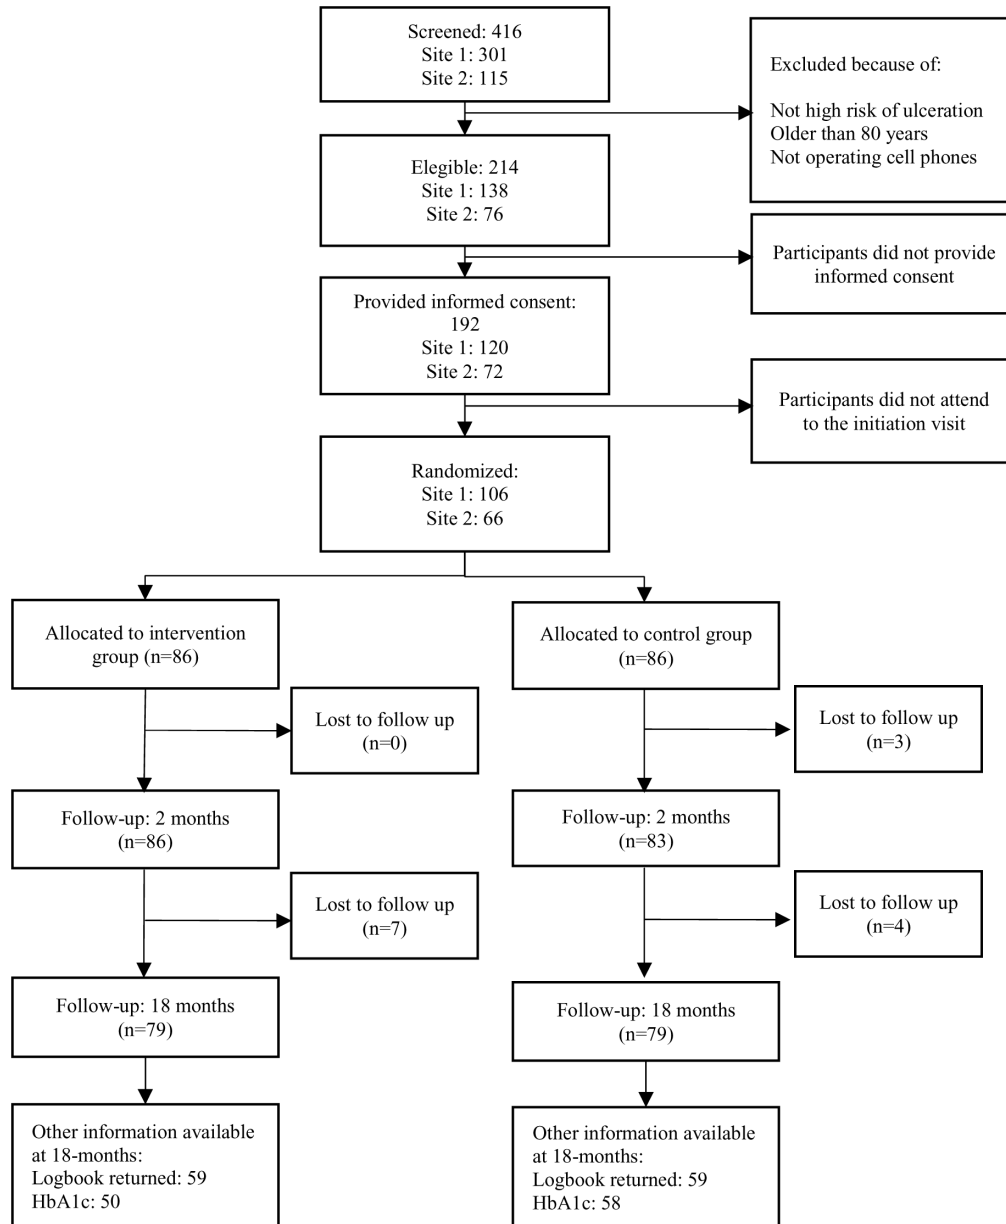 Screened: 416
Site 1: 301
Site 2: 115
Excluded because of:
Not high risk of ulceration
Older than 80 years
Not operating cell phones
Elegible: 214
Site 1: 138
Site 2: 76
Participants did not provide
informed consent
Provided informed consent:
192
Site 1: 120
Site 2: 72
Participants did not attend
to the initiation visit
Randomized:
Site 1: 106
Site 2: 66
Allocated to intervention
group (n=86)
Allocated to control group
(n=86)
Lost to follow up
(n=0)
Lost to follow up
(n=3)
Follow-up: 2 months
(n=86)
Follow-up: 2 months
(n=83)
Lost to follow up
(n=7)
Lost to follow up
(n=4)
Follow-up: 18 months
(n=79)
Follow-up: 18 months
(n=79)
Other information available
at 18-months:
Logbook returned: 59
HbA1c: 50
Other information available
at 18-months:
Logbook returned: 59
HbA1c: 58